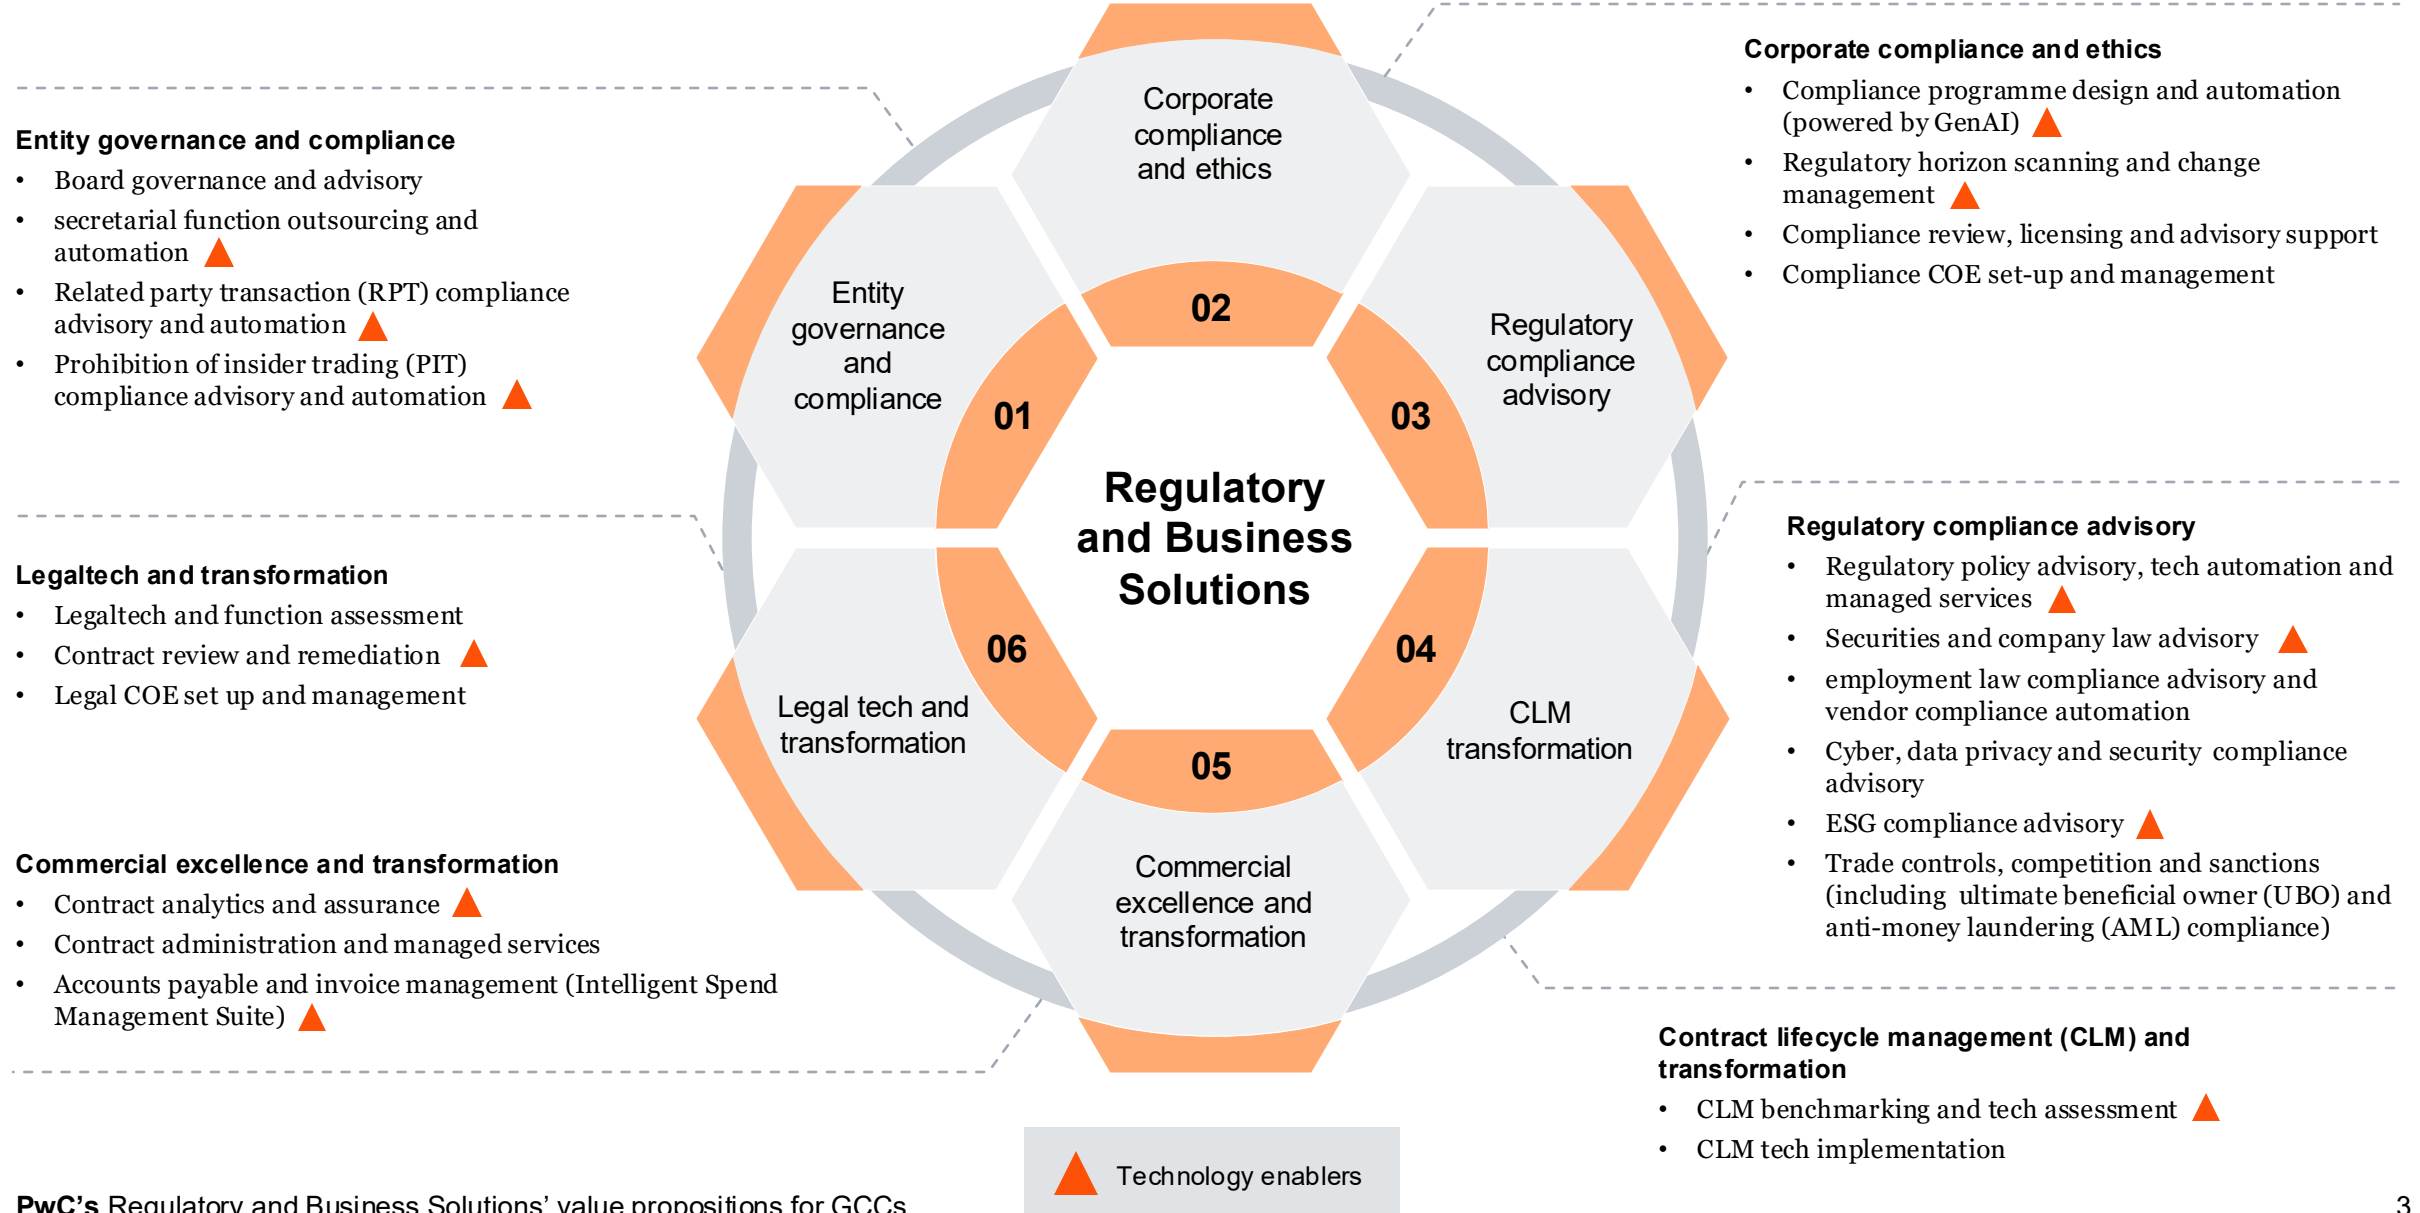 Entity governance and compliance
• Board governance and advisory
• secretarial function outsourcing and
automation
• Related party transaction (RPT) compliance
advisory and automation
• Prohibition of insider trading (PIT)
compliance advisory and automation
Legaltech and transformation
• Legaltech and function assessment
• Contract review and remediation
• Legal COE set up and management
Commercial excellence and transformation
• Contract analytics and assurance
• Contract administration and managed services
• Accounts payable and invoice management (Intelligent Spend
Management Suite)
Regulatory
and Business
Solutions
Entity
governance
and
compliance
01
Corporate
compliance
and ethics
02
Regulatory
compliance
advisory
03
CLM
transformation
04
Commercial
excellence and
transformation
05
Legal tech and
transformation
06
Corporate compliance and ethics
• Compliance programme design and automation
(powered by GenAI)
• Regulatory horizon scanning and change
management
• Compliance review, licensing and advisory support
• Compliance COE set-up and management
Regulatory compliance advisory
• Regulatory policy advisory, tech automation and
managed services
• Securities and company law advisory
• employment law compliance advisory and
vendor compliance automation
• Cyber, data privacy and security compliance
advisory
• ESG compliance advisory
• Trade controls, competition and sanctions
(including ultimate beneficial owner (UBO) and
anti-money laundering (AML) compliance)
Contract lifecycle management (CLM) and
transformation
• CLM benchmarking and tech assessment
• CLM tech implementation
Technology enablers
PwC's Regulatory and Business Solutions' value propositions for GCCs
3